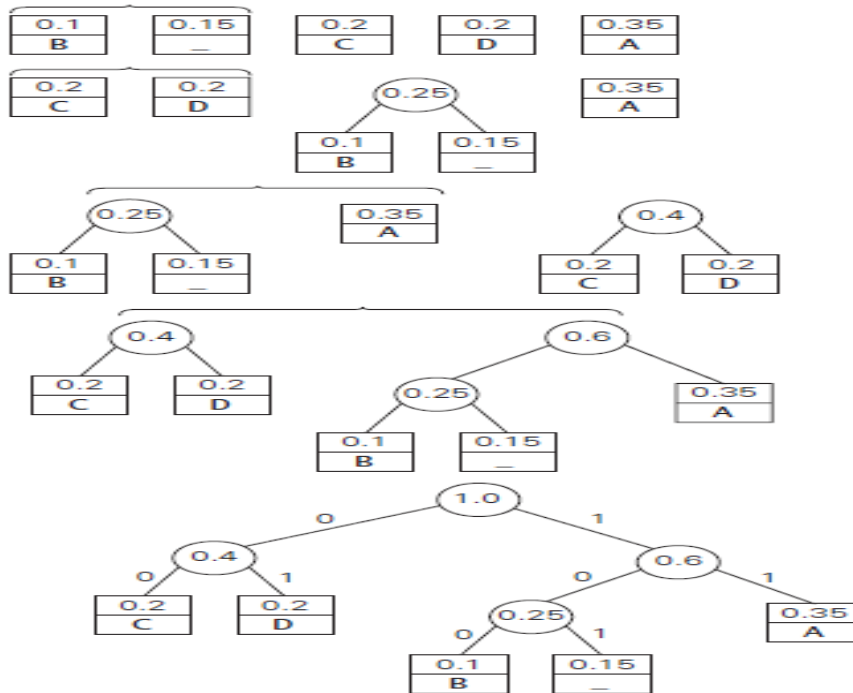 0.1 0.15 0.2 0.2 0.35
B _ C D A
0.2 0.2 0.25 0.35
C D A
0.1 0.15
B _
0.25 0.35 0.4
A
0.1 0.15 0.2 0.2
B _ C D
0.4 0.6
0.2 0.2 0.25 0.35
C D A
0.1 0.15
B _
1.0
0 1
0.4 0.6
0 1 0 1
0.2 0.2 0.25 0.35
C D A
0 1
0.1 0.15
B _